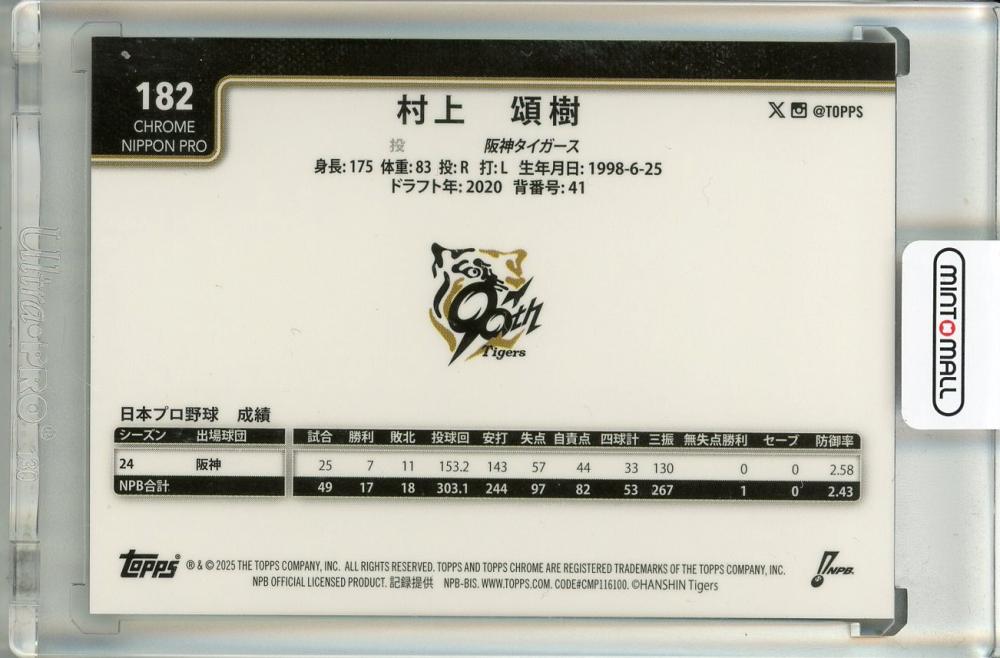 182
CHROME
NIPPON PRO
村上　頌樹
@TOPPS
投　阪神タイガース
身長: 175 体重: 83 投: R 打: L 生年月日: 1998-6-25
ドラフト年: 2020 背番号: 41
90th
Tigers
日本プロ野球　成績
シーズン 出場球団 試合 勝利 敗北 投球回 安打 失点 自責点 四球計 三振 無失点勝利 セーブ 防御率
24 阪神 25 7 11 153.2 143 57 44 33 130 0 0 2.58
NPB合計 49 17 18 303.1 244 97 82 53 267 1 0 2.43
topps ® & © 2025 THE TOPPS COMPANY, INC. ALL RIGHTS RESERVED. TOPPS AND TOPPS CHROME ARE REGISTERED TRADEMARKS OF THE TOPPS COMPANY, INC.
NPB OFFICIAL LICENSED PRODUCT. 記録提供 NPB-BIS. WWW.TOPPS.COM. CODE#CMP116100. ©HANSHIN Tigers
NPB.
MINTOMALL
Ultra·PRO® 130